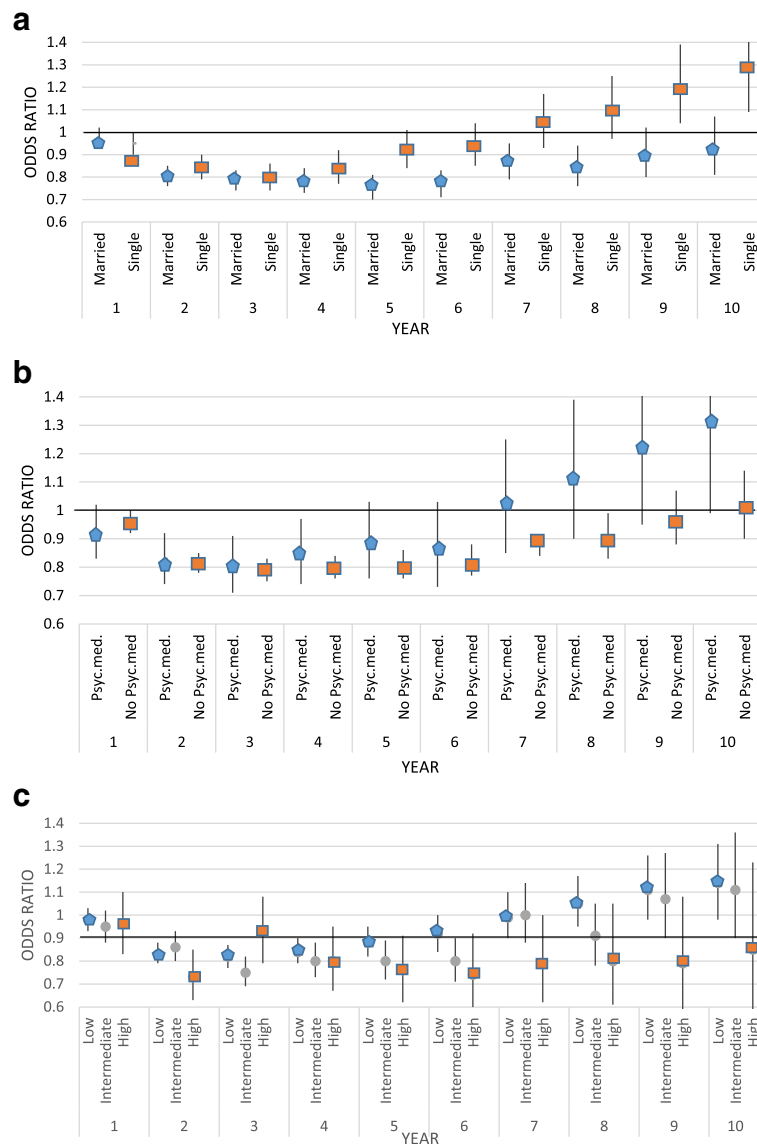 a
1.4
1.3
1.2
1.1
1
0.9
0.8
0.7
0.6
ODDS RATIO
Married Single Married Single Married Single Married Single Married Single Married Single Married Single Married Single Married Single Married Single
1 2 3 4 5 6 7 8 9 10
YEAR
b
1.4
1.3
1.2
1.1
1
0.9
0.8
0.7
0.6
ODDS RATIO
Psyc.med. No Psyc.med Psyc.med. No Psyc.med Psyc.med. No Psyc.med Psyc.med. No Psyc.med Psyc.med. No Psyc.med Psyc.med. No Psyc.med Psyc.med. No Psyc.med Psyc.med. No Psyc.med Psyc.med. No Psyc.med Psyc.med. No Psyc.med
1 2 3 4 5 6 7 8 9 10
YEAR
c
1.4
1.3
1.2
1.1
1
0.9
0.8
0.7
0.6
ODDS RATIO
Low Intermediate High Low Intermediate High Low Intermediate High Low Intermediate High Low Intermediate High Low Intermediate High Low Intermediate High Low Intermediate High Low Intermediate High Low Intermediate High
1 2 3 4 5 6 7 8 9 10
YEAR